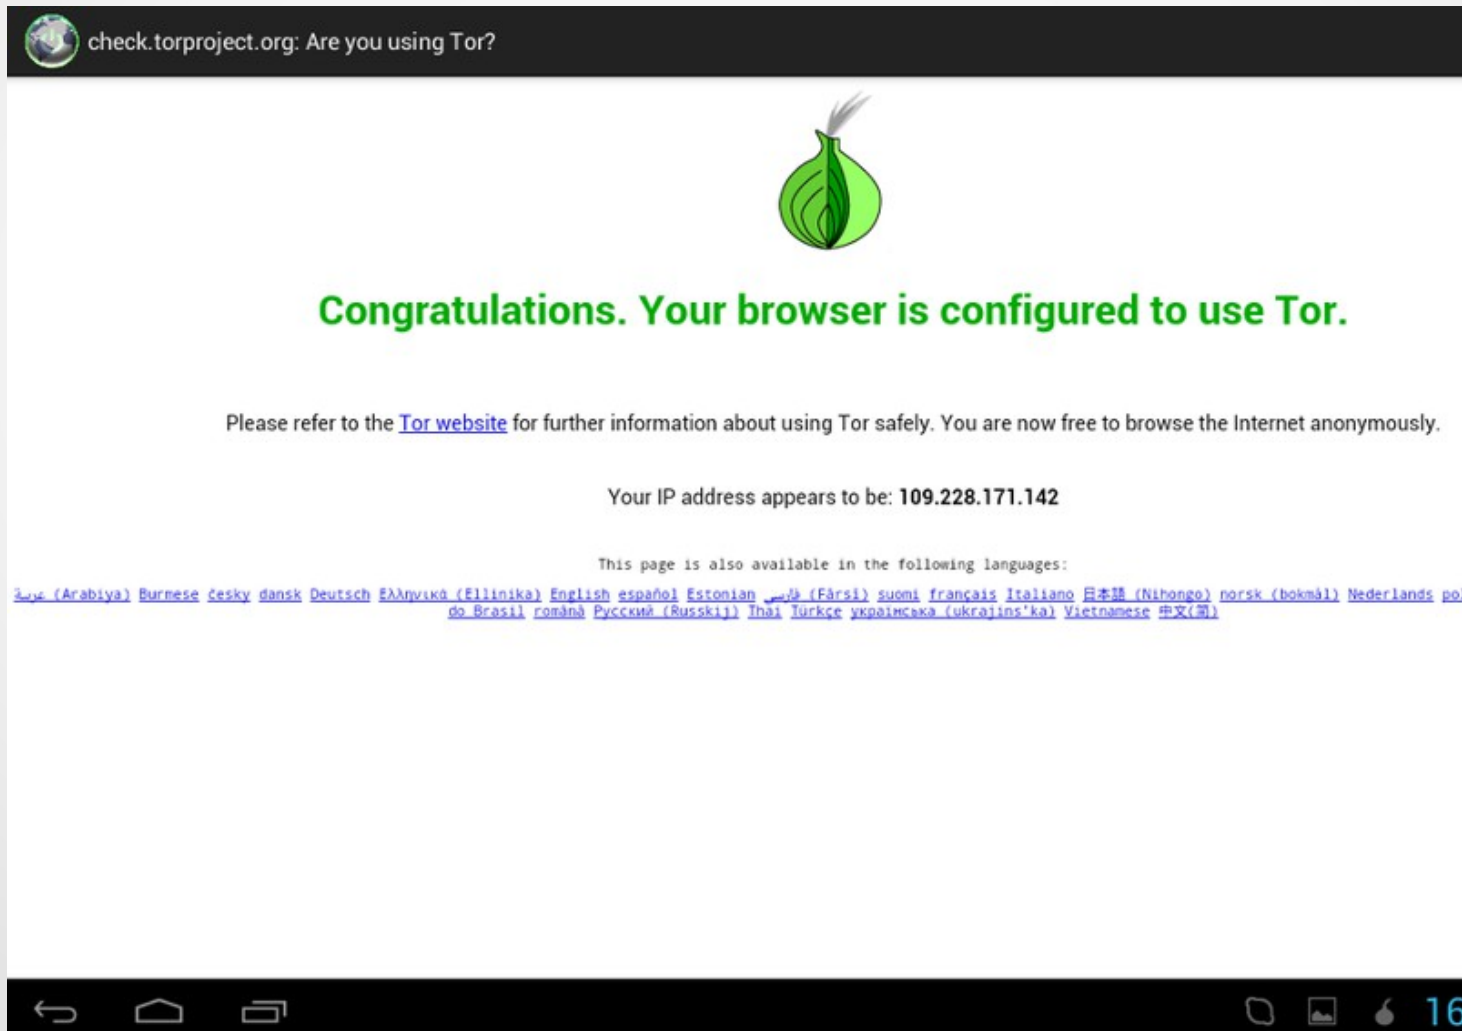 check.torproject.org: Are you using Tor?
Congratulations. Your browser is configured to use Tor.
Please refer to the Tor website for further information about using Tor safely. You are now free to browse the Internet anonymously.
Your IP address appears to be: 109.228.171.142
This page is also available in the following languages:
عربية (Arabiya) Burmese česky dansk Deutsch Ελληνικά (Ellinika) English español Estonian فارسی (Fārsī) suomi français Italiano 日本語 (Nihongo) norsk (bokmål) Nederlands
do Brasil română Русский (Russkij) Thai Türkçe українська (ukrajins'ka) Vietnamese 中文(简)
16